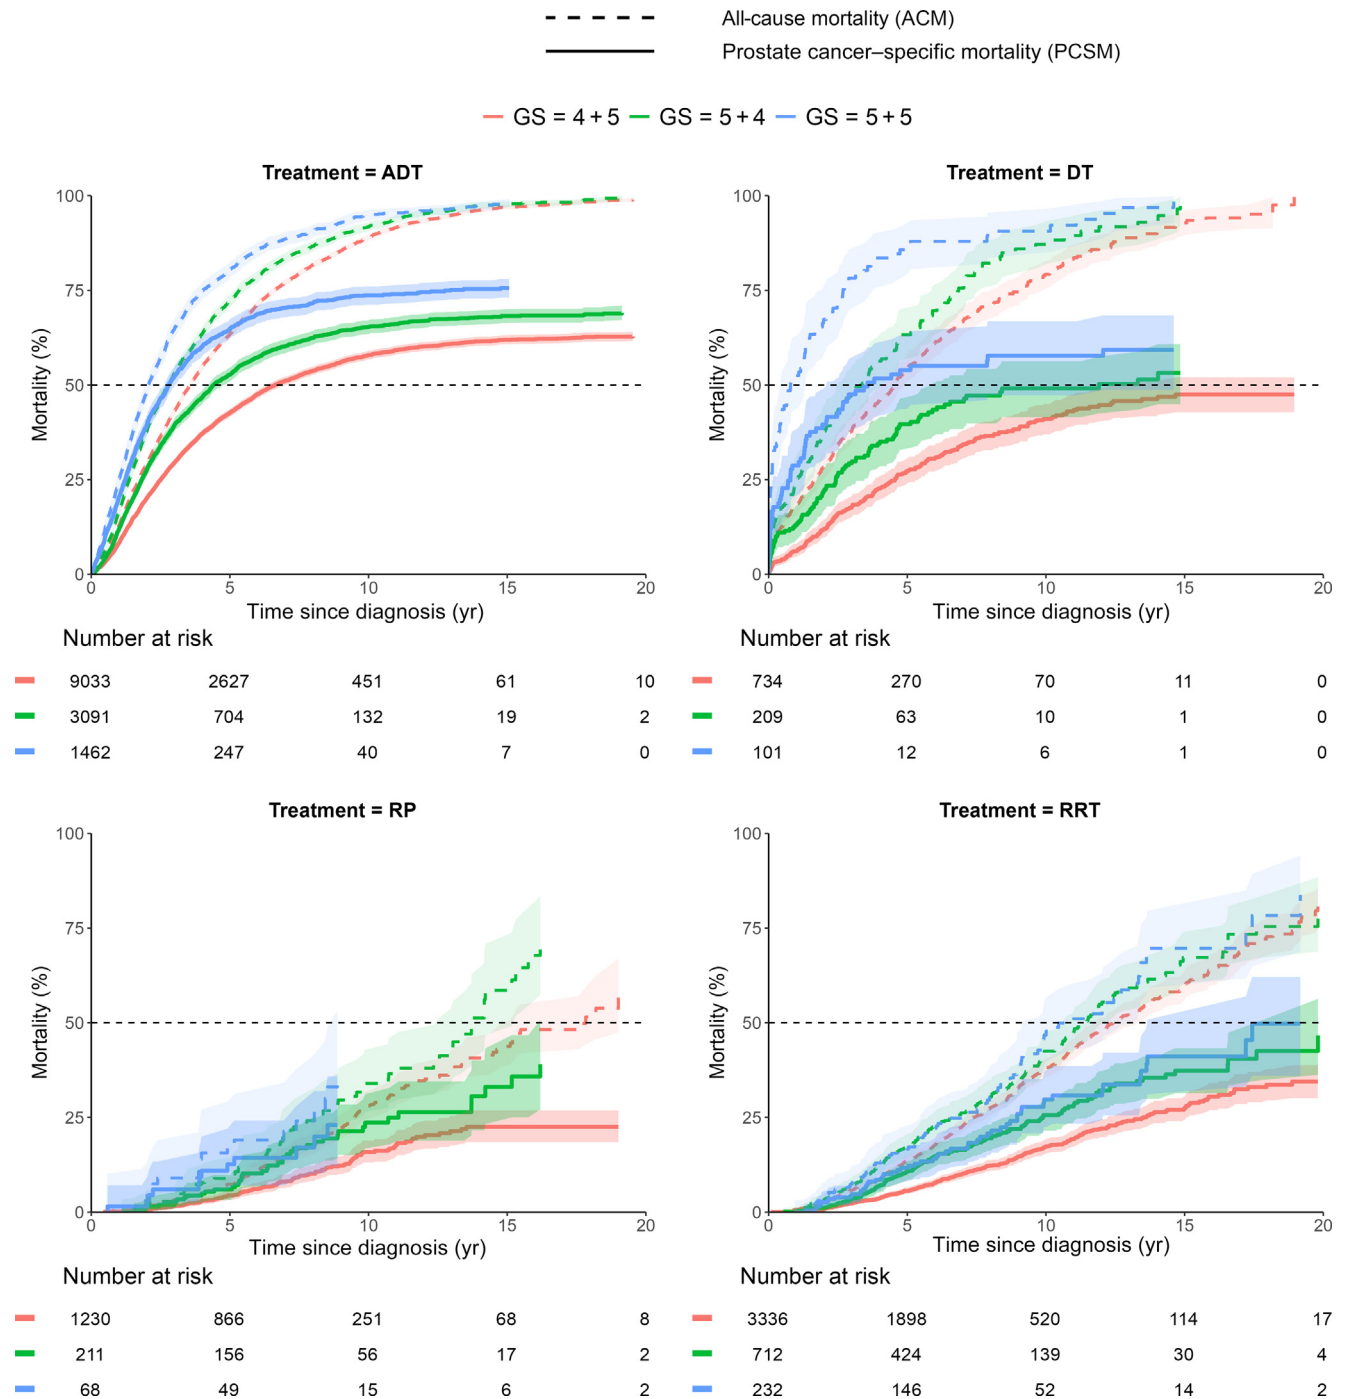 All-cause mortality (ACM)
Prostate cancer–specific mortality (PCSM)
GS = 4 + 5 GS = 5 + 4 GS = 5 + 5
Treatment = ADT
Mortality (%)
100
75
50
25
0
0 5 10 15 20
Time since diagnosis (yr)
Number at risk
9033 2627 451 61 10
3091 704 132 19 2
1462 247 40 7 0
Treatment = DT
Mortality (%)
100
75
50
25
0
0 5 10 15 20
Time since diagnosis (yr)
Number at risk
734 270 70 11 0
209 63 10 1 0
101 12 6 1 0
Treatment = RP
Mortality (%)
100
75
50
25
0
0 5 10 15 20
Time since diagnosis (yr)
Number at risk
1230 866 251 68 8
211 156 56 17 2
68 49 15 6 2
Treatment = RRT
Mortality (%)
100
75
50
25
0
0 5 10 15 20
Time since diagnosis (yr)
Number at risk
3336 1898 520 114 17
712 424 139 30 4
232 146 52 14 2